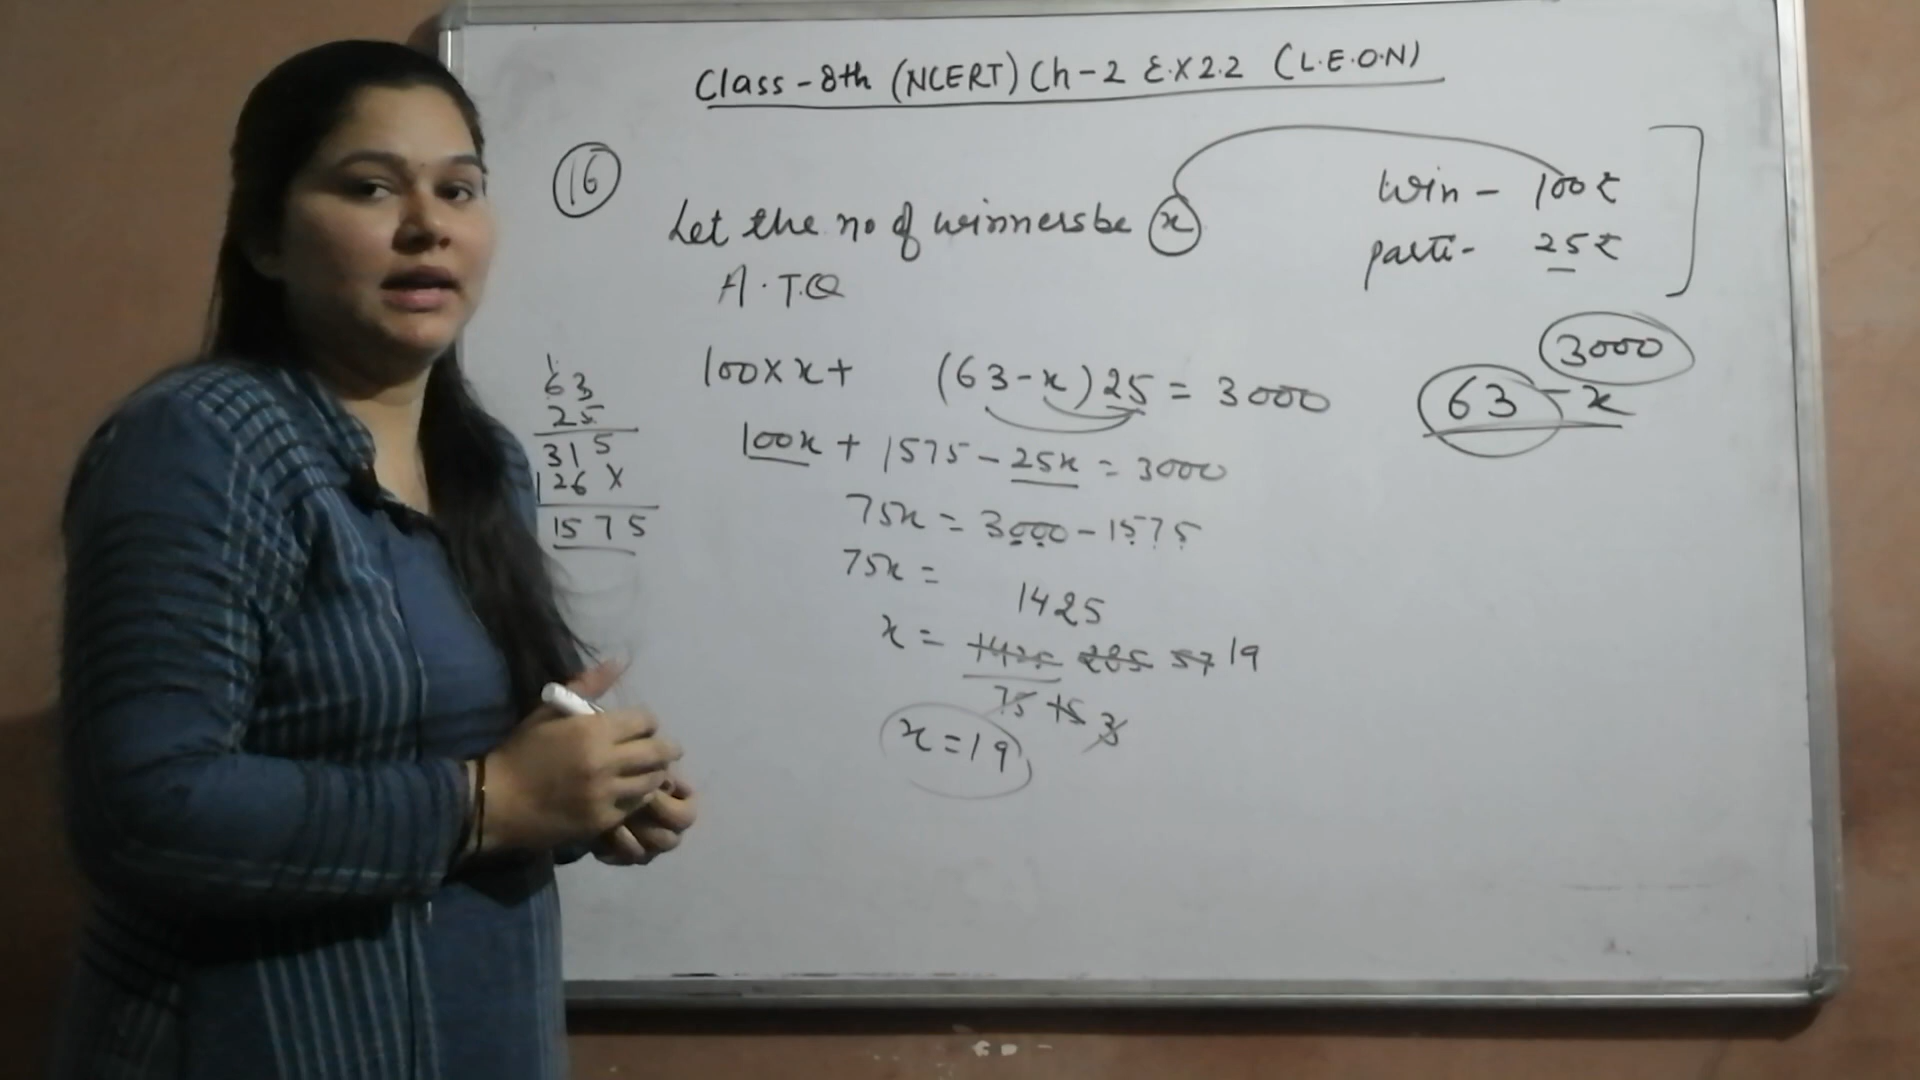 Class - 8th (NCERT) Ch - 2 E.X 2.2 (L.E.O.N)
16
Let the no of winners be x
A.T.Q
Win - 100₹
parti - 25₹
3000
63 - x
100 × x + (63 - x) 25 = 3000
100x + 1575 - 25x = 3000
75x = 3000 - 1575
75x =
1425
x = 1425 285 57 19
75 15 3
x = 19
1
63
25
315
126 X
1575